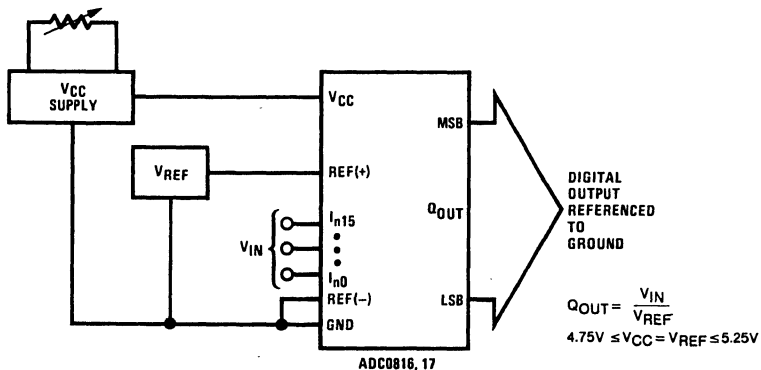 VCC
SUPPLY
VCC
MSB
VREF
REF(+)
QOUT
In15
VIN
In0
REF(−)
LSB
GND
DIGITAL
OUTPUT
REFERENCED
TO
GROUND
QOUT = VIN / VREF
4.75V ≤ VCC = VREF ≤ 5.25V
ADC0816, 17